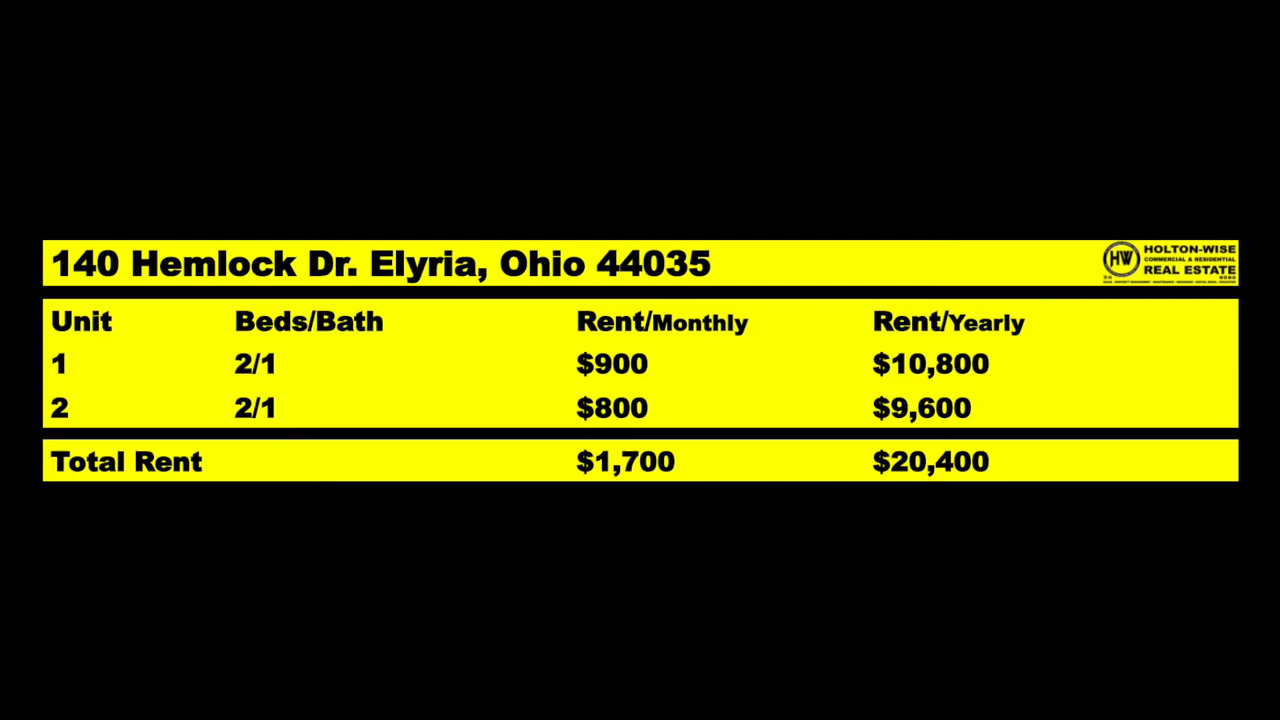 140 Hemlock Dr. Elyria, Ohio 44035
HW
HOLTON-WISE
COMMERCIAL & RESIDENTIAL
REAL ESTATE
Unit Beds/Bath Rent/Monthly Rent/Yearly
1 2/1 $900 $10,800
2 2/1 $800 $9,600
Total Rent $1,700 $20,400